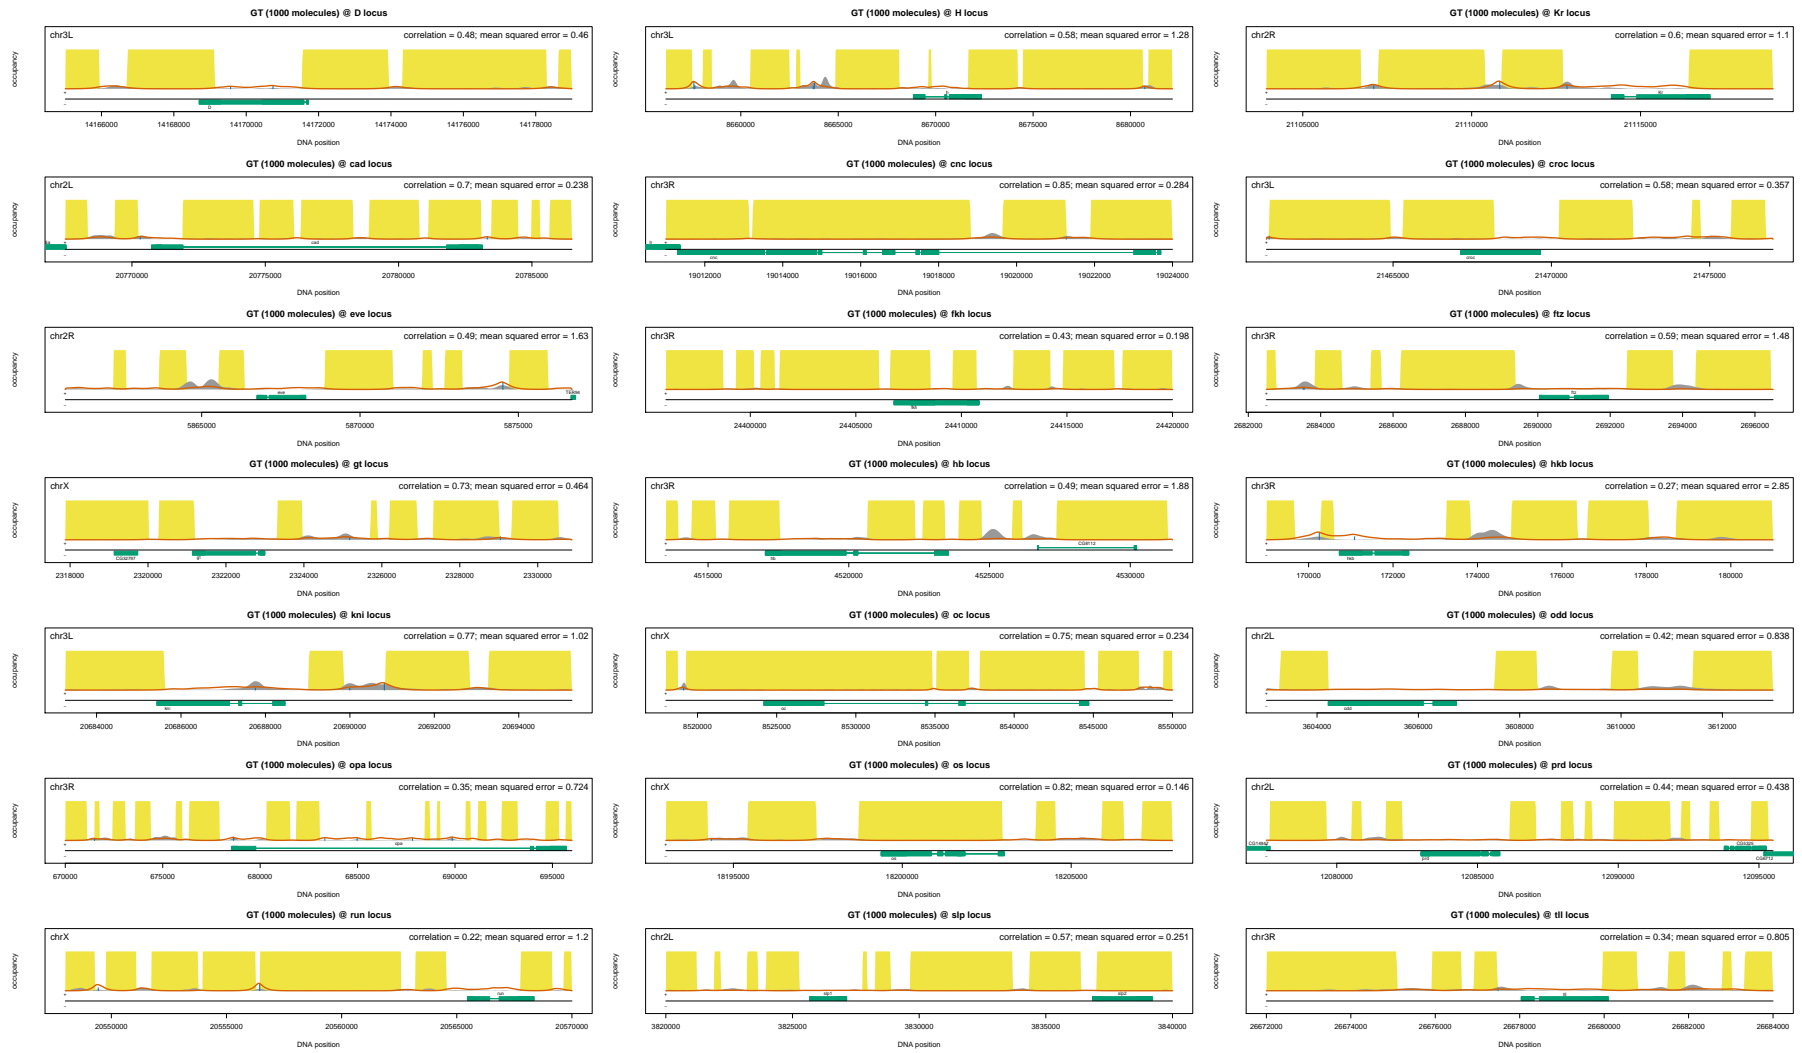 GT (1000 molecules) @ D locus
chr3L
correlation = 0.48; mean squared error = 0.46
occupancy
D
14166000 14168000 14170000 14172000 14174000 14176000 14178000
DNA position
GT (1000 molecules) @ H locus
chr3L
correlation = 0.58; mean squared error = 1.28
occupancy
8660000 8665000 8670000 8675000 8680000
DNA position
GT (1000 molecules) @ Kr locus
chr2R
correlation = 0.6; mean squared error = 1.1
occupancy
21105000 21110000 21115000
DNA position
GT (1000 molecules) @ cad locus
chr2L
correlation = 0.7; mean squared error = 0.238
occupancy
cad
20770000 20775000 20780000 20785000
DNA position
GT (1000 molecules) @ cnc locus
chr3R
correlation = 0.85; mean squared error = 0.284
occupancy
cnc
19012000 19014000 19016000 19018000 19020000 19022000 19024000
DNA position
GT (1000 molecules) @ croc locus
chr3L
correlation = 0.58; mean squared error = 0.357
occupancy
croc
21465000 21470000 21475000
DNA position
GT (1000 molecules) @ eve locus
chr2R
correlation = 0.49; mean squared error = 1.63
occupancy
eve
5865000 5870000 5875000
DNA position
GT (1000 molecules) @ fkh locus
chr3R
correlation = 0.43; mean squared error = 0.198
occupancy
fkh
24400000 24405000 24410000 24415000 24420000
DNA position
GT (1000 molecules) @ ftz locus
chr3R
correlation = 0.59; mean squared error = 1.48
occupancy
ftz
2682000 2684000 2686000 2688000 2690000 2692000 2694000 2696000
DNA position
GT (1000 molecules) @ gt locus
chrX
correlation = 0.73; mean squared error = 0.464
occupancy
CG32797
gt
2318000 2320000 2322000 2324000 2326000 2328000 2330000
DNA position
GT (1000 molecules) @ hb locus
chr3R
correlation = 0.49; mean squared error = 1.88
occupancy
hb
CG8112
4515000 4520000 4525000 4530000
DNA position
GT (1000 molecules) @ hkb locus
chr3R
correlation = 0.27; mean squared error = 2.85
occupancy
hkb
170000 172000 174000 176000 178000 180000
DNA position
GT (1000 molecules) @ kni locus
chr3L
correlation = 0.77; mean squared error = 1.02
occupancy
kni
20684000 20686000 20688000 20690000 20692000 20694000
DNA position
GT (1000 molecules) @ oc locus
chrX
correlation = 0.75; mean squared error = 0.234
occupancy
oc
8520000 8525000 8530000 8535000 8540000 8545000 8550000
DNA position
GT (1000 molecules) @ odd locus
chr2L
correlation = 0.42; mean squared error = 0.838
occupancy
odd
3604000 3606000 3608000 3610000 3612000
DNA position
GT (1000 molecules) @ opa locus
chr3R
correlation = 0.35; mean squared error = 0.724
occupancy
opa
670000 675000 680000 685000 690000 695000
DNA position
GT (1000 molecules) @ os locus
chrX
correlation = 0.82; mean squared error = 0.146
occupancy
os
18195000 18200000 18205000
DNA position
GT (1000 molecules) @ prd locus
chr2L
correlation = 0.44; mean squared error = 0.438
occupancy
prd
12080000 12085000 12090000 12095000
DNA position
GT (1000 molecules) @ run locus
chrX
correlation = 0.22; mean squared error = 1.2
occupancy
run
20550000 20555000 20560000 20565000 20570000
DNA position
GT (1000 molecules) @ slp locus
chr2L
correlation = 0.57; mean squared error = 0.251
occupancy
slp1
slp2
3820000 3825000 3830000 3835000 3840000
DNA position
GT (1000 molecules) @ tll locus
chr3R
correlation = 0.34; mean squared error = 0.805
occupancy
tll
26672000 26674000 26676000 26678000 26680000 26682000 26684000
DNA position